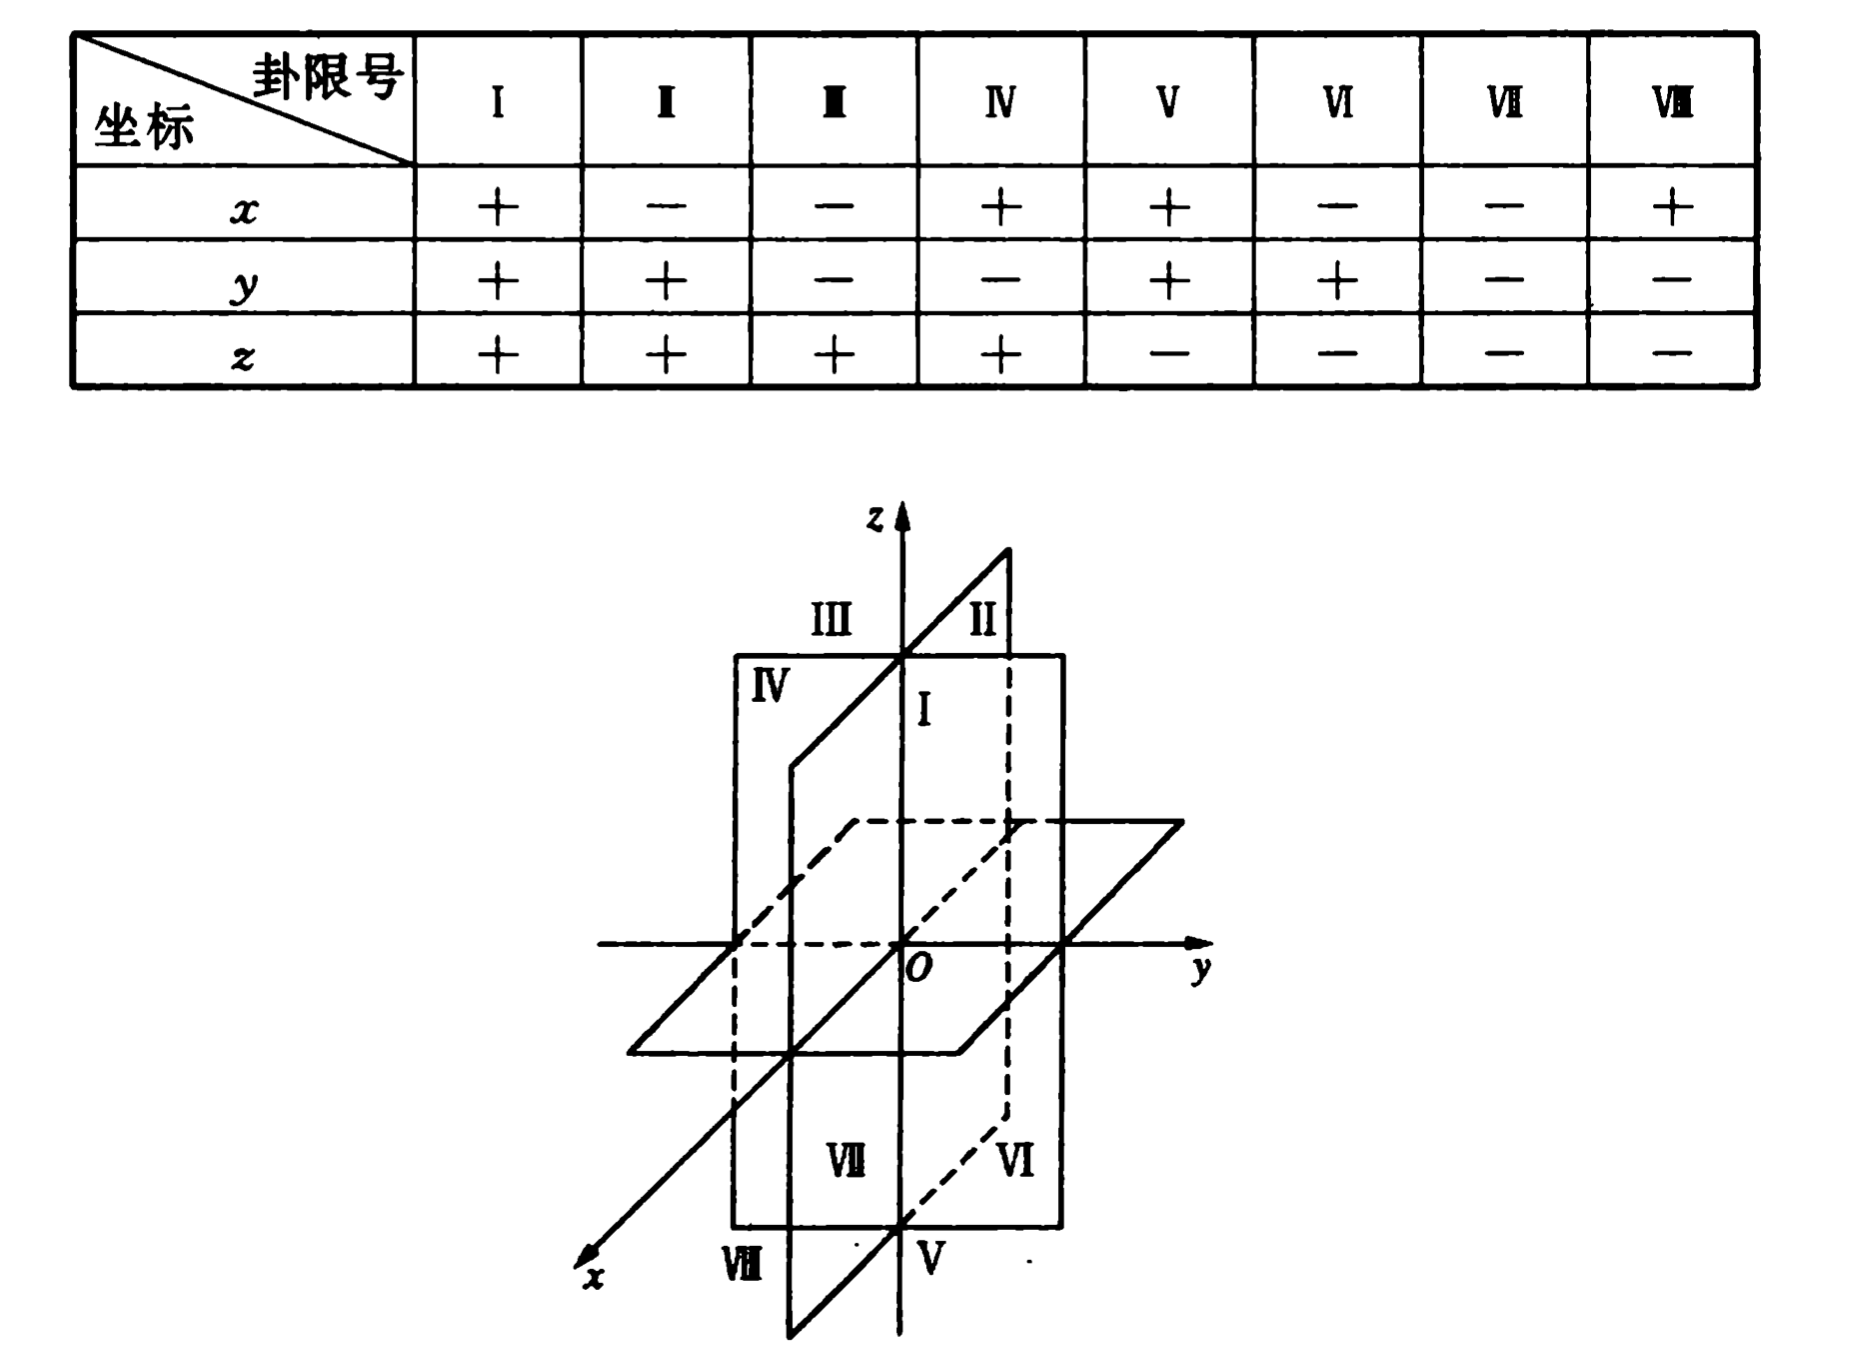 卦限号
坐标 Ⅰ Ⅱ Ⅲ Ⅳ Ⅴ Ⅵ Ⅶ Ⅷ
x + − − + + − − +
y + + − − + + − −
z + + + + − − − −
z
Ⅲ Ⅱ
Ⅳ Ⅰ
O y
Ⅶ Ⅵ
Ⅷ Ⅴ
x